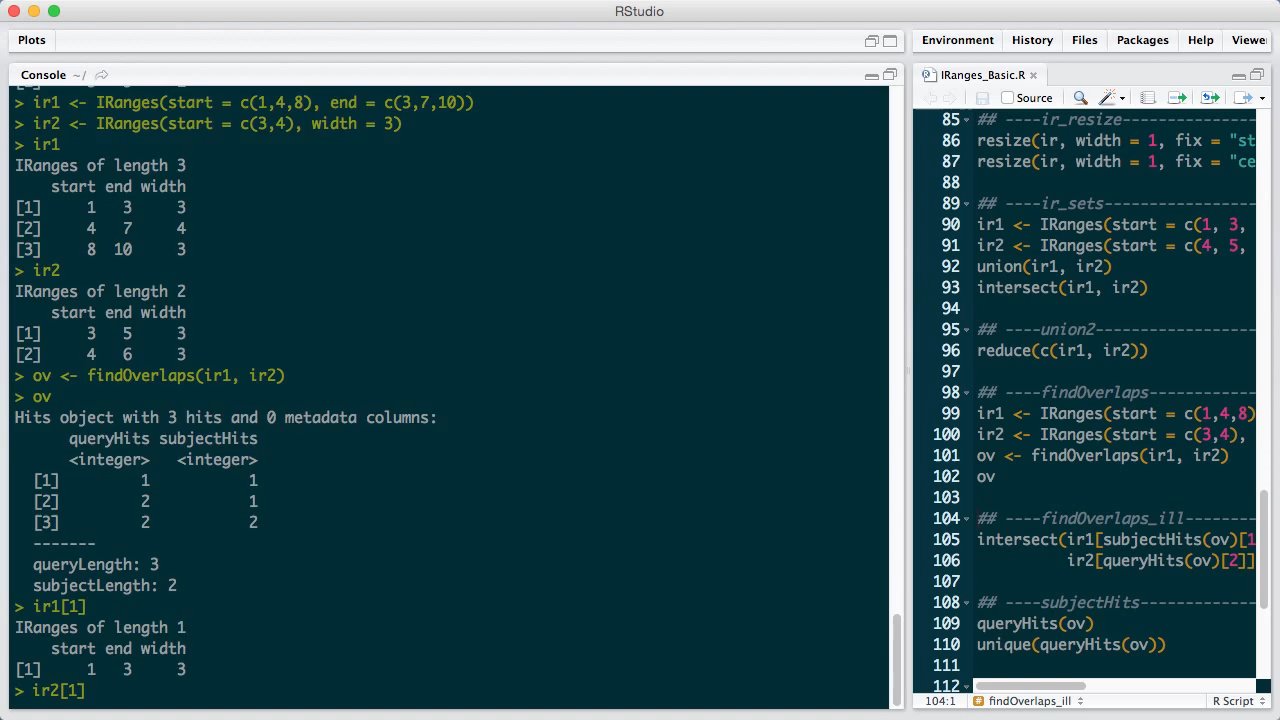 RStudio
Plots
Console ~/
> ir1 <- IRanges(start = c(1,4,8), end = c(3,7,10))
> ir2 <- IRanges(start = c(3,4), width = 3)
> ir1
IRanges of length 3
    start end width
[1]     1   3     3
[2]     4   7     4
[3]     8  10     3
> ir2
IRanges of length 2
    start end width
[1]     3   5     3
[2]     4   6     3
> ov <- findOverlaps(ir1, ir2)
> ov
Hits object with 3 hits and 0 metadata columns:
      queryHits subjectHits
      <integer>   <integer>
  [1]         1           1
  [2]         2           1
  [3]         2           2
  -------
  queryLength: 3
  subjectLength: 2
> ir1[1]
IRanges of length 1
    start end width
[1]     1   3     3
> ir2[1]
Environment History Files Packages Help Viewer
IRanges_Basic.R
Source
85 ## ----ir_resize---------------
86 resize(ir, width = 1, fix = "st
87 resize(ir, width = 1, fix = "ce
88
89 ## ----ir_sets-----------------
90 ir1 <- IRanges(start = c(1, 3,
91 ir2 <- IRanges(start = c(4, 5,
92 union(ir1, ir2)
93 intersect(ir1, ir2)
94
95 ## ----union2------------------
96 reduce(c(ir1, ir2))
97
98 ## ----findOverlaps------------
99 ir1 <- IRanges(start = c(1,4,8)
100 ir2 <- IRanges(start = c(3,4),
101 ov <- findOverlaps(ir1, ir2)
102 ov
103
104 ## ----findOverlaps_ill--------
105 intersect(ir1[subjectHits(ov)[1
106           ir2[queryHits(ov)[2]]
107
108 ## ----subjectHits-------------
109 queryHits(ov)
110 unique(queryHits(ov))
111
112
104:1 findOverlaps_ill R Script